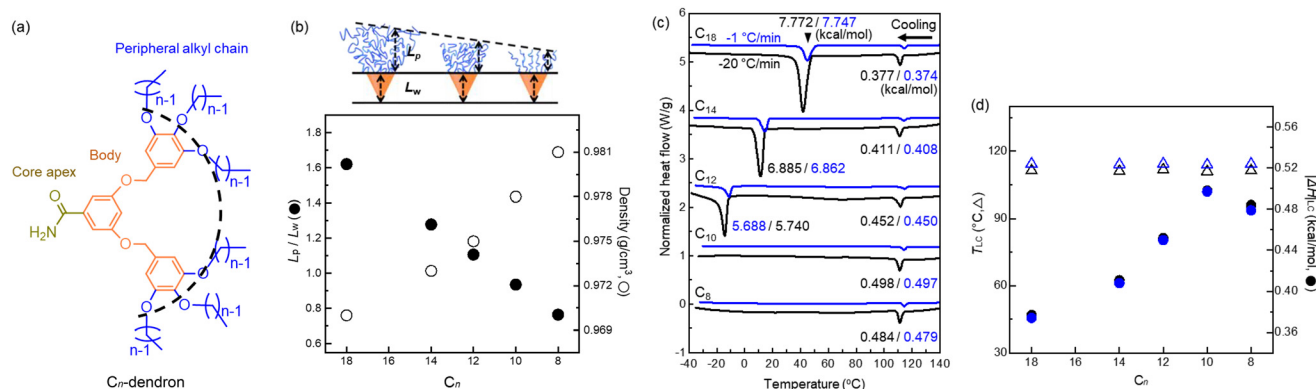 (a)
Peripheral alkyl chain
n-1
n-1
O
O
O
n-1
Body
Core apex
O
O
H₂N
O
n-1
O
O
O
n-1
n-1
Cn-dendron
(b)
Lp
Lw
Lp / Lw (●)
1.8
1.6
1.4
1.2
1.0
0.8
0.6
0.981
0.978
0.975
0.972
0.969
Density (g/cm³, ○)
18 16 14 12 10 8
Cn
(c)
Normalized heat flow (W/g)
6
5
4
3
2
1
0
-1
7.772 / 7.747
(kcal/mol)
Cooling
C18
-1 °C/min
-20 °C/min
0.377 / 0.374
(kcal/mol)
C14
0.411 / 0.408
6.885 / 6.862
C12
0.452 / 0.450
5.688 / 5.740
C10
0.498 / 0.497
C8
0.484 / 0.479
-40 -20 0 20 40 60 80 100 120 140
Temperature (°C)
(d)
TLC (°C, △)
135
120
105
90
75
60
45
30
0.56
0.52
0.48
0.44
0.40
0.36
|ΔH|LC (kcal/mol, ●)
18 16 14 12 10 8
Cn